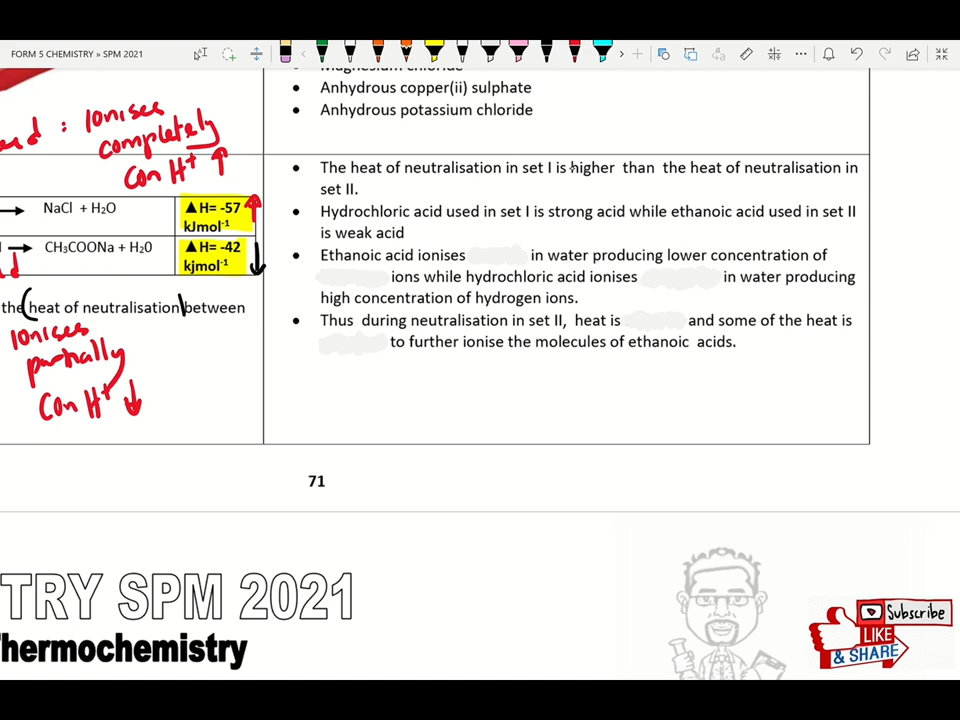 FORM 5 CHEMISTRY » SPM 2021
• Anhydrous copper(ii) sulphate
• Anhydrous potassium chloride
: Ionises
completely
Con H⁺ ↑
→ NaCl + H₂O ▲H= -57
kJmol⁻¹
→ CH₃COONa + H₂0 ▲H= -42
kjmol⁻¹
the heat of neutralisation between
Ionises
partially
Con H⁺ ↓
• The heat of neutralisation in set I is higher than the heat of neutralisation in
set II.
• Hydrochloric acid used in set I is strong acid while ethanoic acid used in set II
is weak acid
• Ethanoic acid ionises in water producing lower concentration of
ions while hydrochloric acid ionises in water producing
high concentration of hydrogen ions.
• Thus during neutralisation in set II, heat is and some of the heat is
to further ionise the molecules of ethanoic acids.
71
TRY SPM 2021
Thermochemistry
Subscribe
LIKE
& SHARE